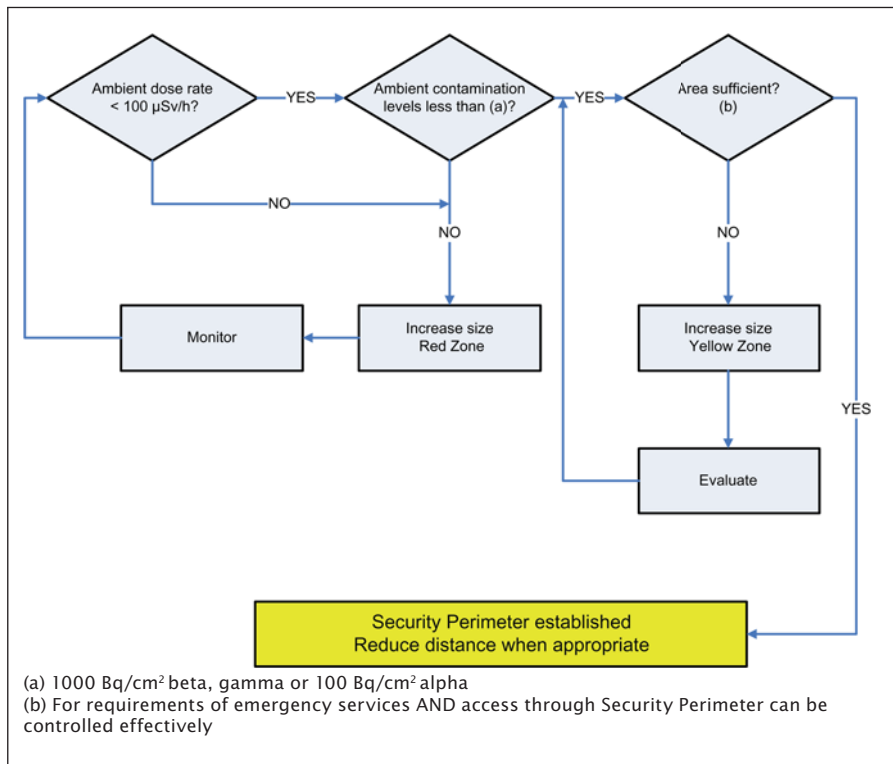 Ambient dose rate
< 100 µSv/h?
YES
Ambient contamination
levels less than (a)?
YES
Area sufficient?
(b)
NO
NO
NO
Monitor
Increase size
Red Zone
Increase size
Yellow Zone
YES
Evaluate
Security Perimeter established
Reduce distance when appropriate
(a) 1000 Bq/cm² beta, gamma or 100 Bq/cm² alpha
(b) For requirements of emergency services AND access through Security Perimeter can be
controlled effectively